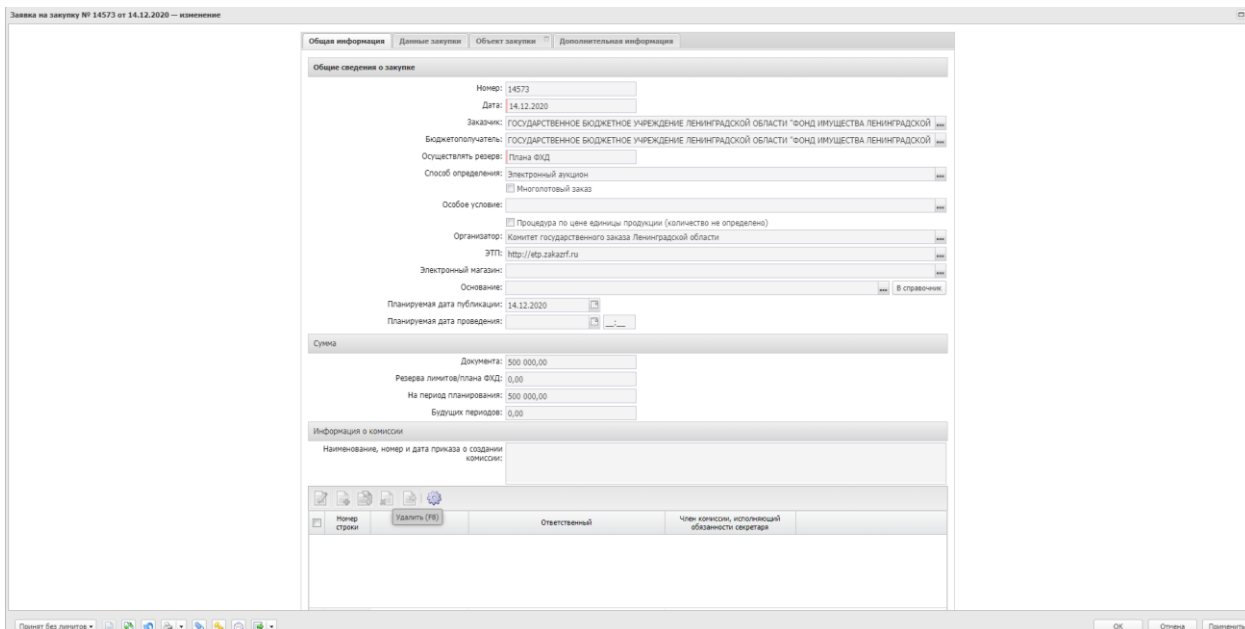 Заявка на закупку № 14573 от 14.12.2020 — изменение
Общая информация Данные закупки Объект закупки Дополнительная информация
Общие сведения о закупке
Номер: 14573
Дата: 14.12.2020
Заказчик: ГОСУДАРСТВЕННОЕ БЮДЖЕТНОЕ УЧРЕЖДЕНИЕ ЛЕНИНГРАДСКОЙ ОБЛАСТИ "ФОНД ИМУЩЕСТВА ЛЕНИНГРАДСКОЙ ...
Бюджетополучатель: ГОСУДАРСТВЕННОЕ БЮДЖЕТНОЕ УЧРЕЖДЕНИЕ ЛЕНИНГРАДСКОЙ ОБЛАСТИ "ФОНД ИМУЩЕСТВА ЛЕНИНГРАДСКОЙ ...
Осуществлять резерв: Плана ФХД
Способ определения: Электронный аукцион ...
Многолотовый заказ
Особое условие: ...
Процедура по цене единицы продукции (количество не определено)
Организатор: Комитет государственного заказа Ленинградской области ...
ЭТП: http://etp.zakazrf.ru ...
Электронный магазин: ...
Основание: ... В справочник
Планируемая дата публикации: 14.12.2020
Планируемая дата проведения: __:__
Сумма
Документа: 500 000,00
Резерва лимитов/плана ФХД: 0,00
На период планирования: 500 000,00
Будущих периодов: 0,00
Информация о комиссии
Наименование, номер и дата приказа о создании
комиссии:
Номер строки Удалить (F8) Ответственный Член комиссии, исполняющий обязанности секретаря
Принят без лимитов OK Отмена Применить